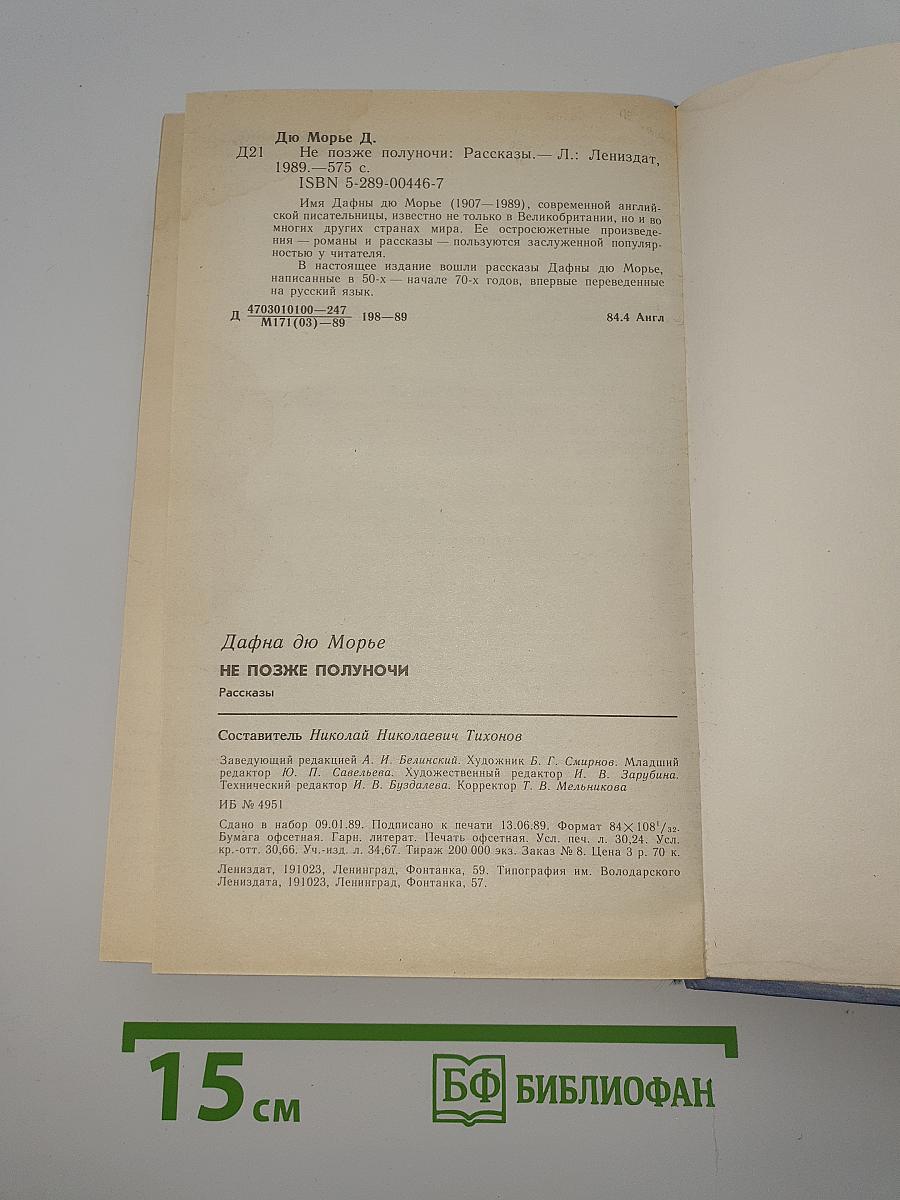 Дю Морье Д.
Д21 Не позже полуночи: Рассказы.— Л.: Лениздат,
1989.—575 с.
ISBN 5-289-00446-7
Имя Дафны дю Морье (1907—1989), современной англий-
ской писательницы, известно не только в Великобритании, но и во
многих других странах мира. Ее остросюжетные произведе-
ния — романы и рассказы — пользуются заслуженной популяр-
ностью у читателя.
В настоящее издание вошли рассказы Дафны дю Морье,
написанные в 50-х — начале 70-х годов, впервые переведенные
на русский язык.
Д 4703010100—247
М171(03)—89 198—89 84.4 Англ
Дафна дю Морье
НЕ ПОЗЖЕ ПОЛУНОЧИ
Рассказы
Составитель Николай Николаевич Тихонов
Заведующий редакцией А. И. Белинский. Художник Б. Г. Смирнов. Младший
редактор Ю. П. Савельева. Художественный редактор И. В. Зарубина.
Технический редактор И. В. Буздалева. Корректор Т. В. Мельникова
ИБ № 4951
Сдано в набор 09.01.89. Подписано к печати 13.06.89. Формат 84×108¹/₃₂.
Бумага офсетная. Гарн. литерат. Печать офсетная. Усл. печ. л. 30,24. Усл.
кр.-отт. 30,66. Уч.-изд. л. 34,67. Тираж 200 000 экз. Заказ № 8. Цена 3 р. 70 к.
Лениздат, 191023, Ленинград, Фонтанка, 59. Типография им. Володарского
Лениздата, 191023, Ленинград, Фонтанка, 57.
15 см
БФ БИБЛИОФАН